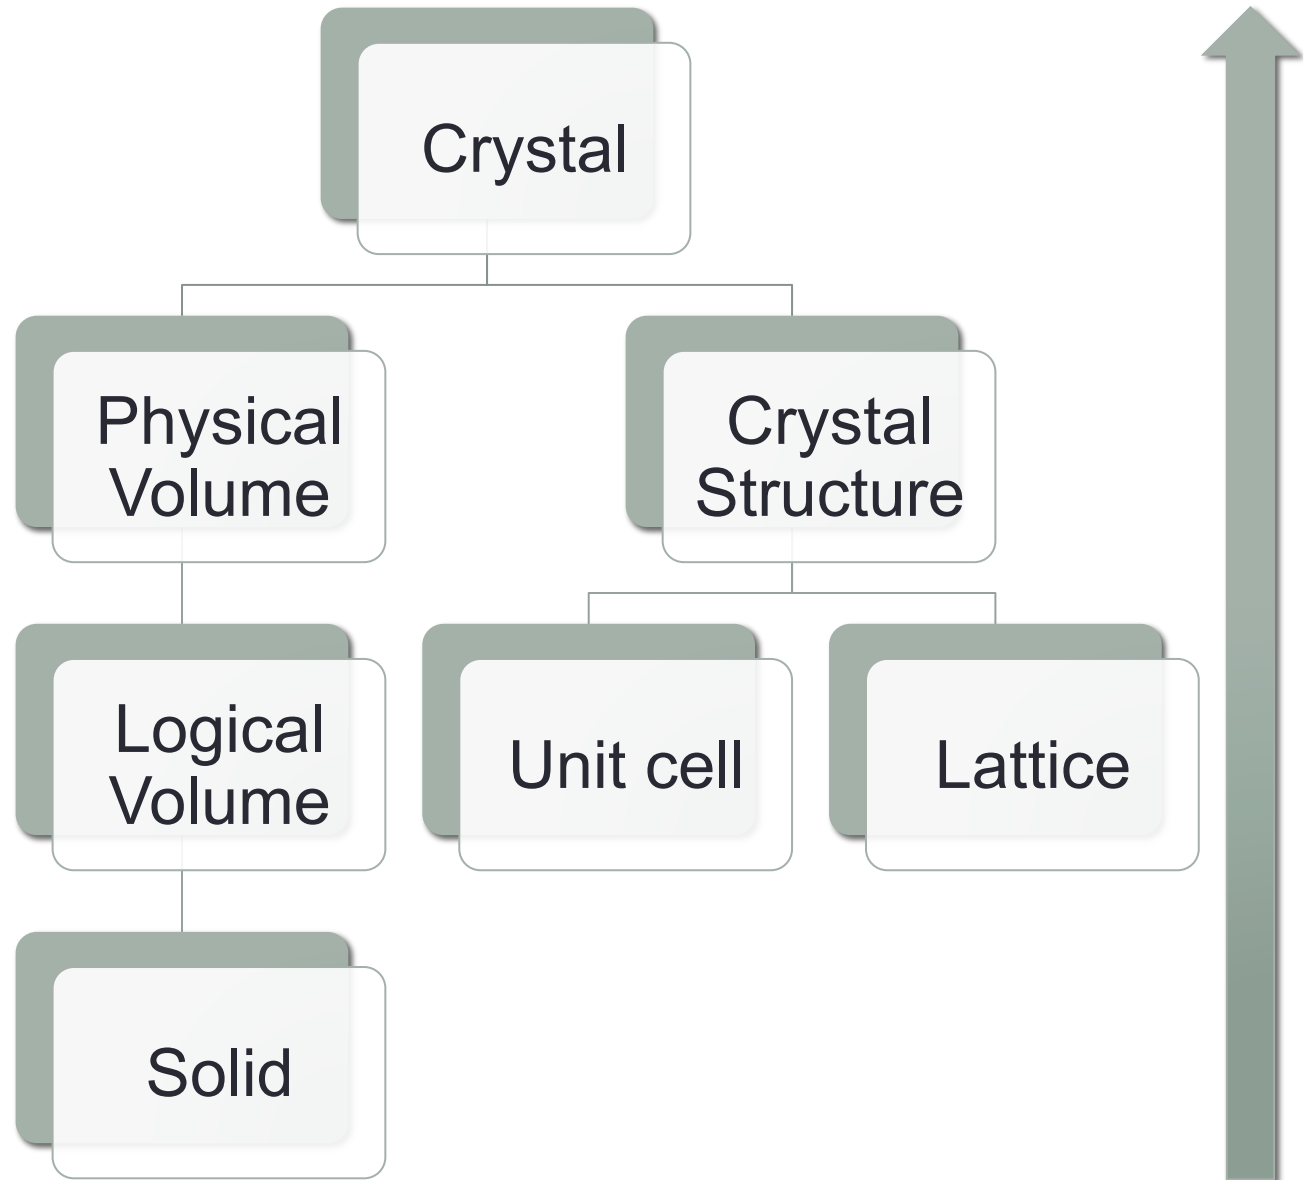 Crystal
Physical
Volume
Crystal
Structure
Logical
Volume
Unit cell
Lattice
Solid